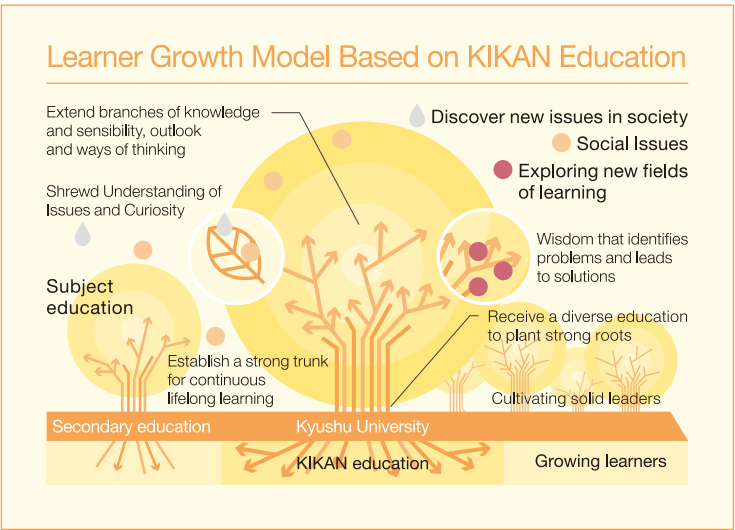 Learner Growth Model Based on KIKAN Education
Extend branches of knowledge
and sensibility, outlook
and ways of thinking
Discover new issues in society
Social Issues
Exploring new fields
of learning
Shrewd Understanding of
Issues and Curiosity
Wisdom that identifies
problems and leads
to solutions
Subject
education
Receive a diverse education
to plant strong roots
Establish a strong trunk
for continuous
lifelong learning
Cultivating solid leaders
Secondary education
Kyushu University
KIKAN education
Growing learners